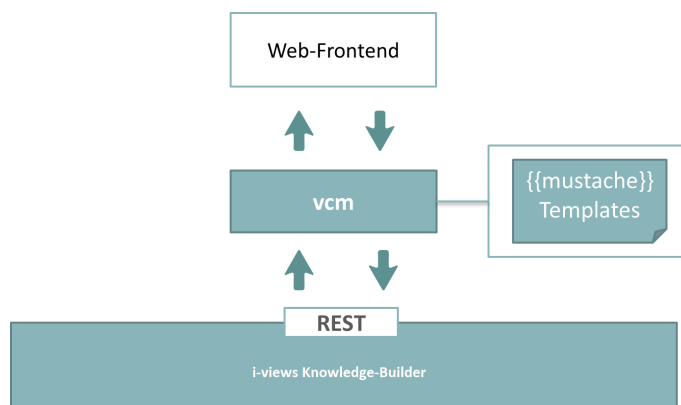 Web-Frontend
vcm
{{mustache}}
Templates
REST
i-views Knowledge-Builder